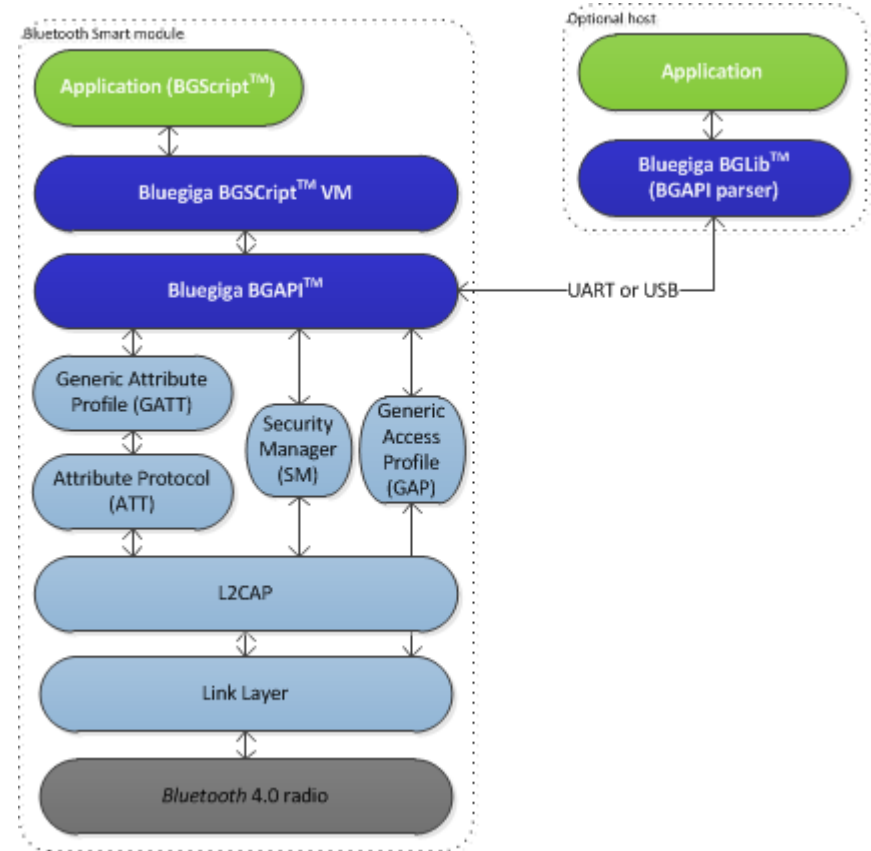 Bluetooth Smart module
Application (BGScript™)
Bluegiga BGSCript™ VM
Bluegiga BGAPI™
Generic Attribute
Profile (GATT)
Attribute Protocol
(ATT)
Security
Manager
(SM)
Generic
Access
Profile
(GAP)
L2CAP
Link Layer
Bluetooth 4.0 radio
Optional host
Application
Bluegiga BGLib™
(BGAPI parser)
UART or USB